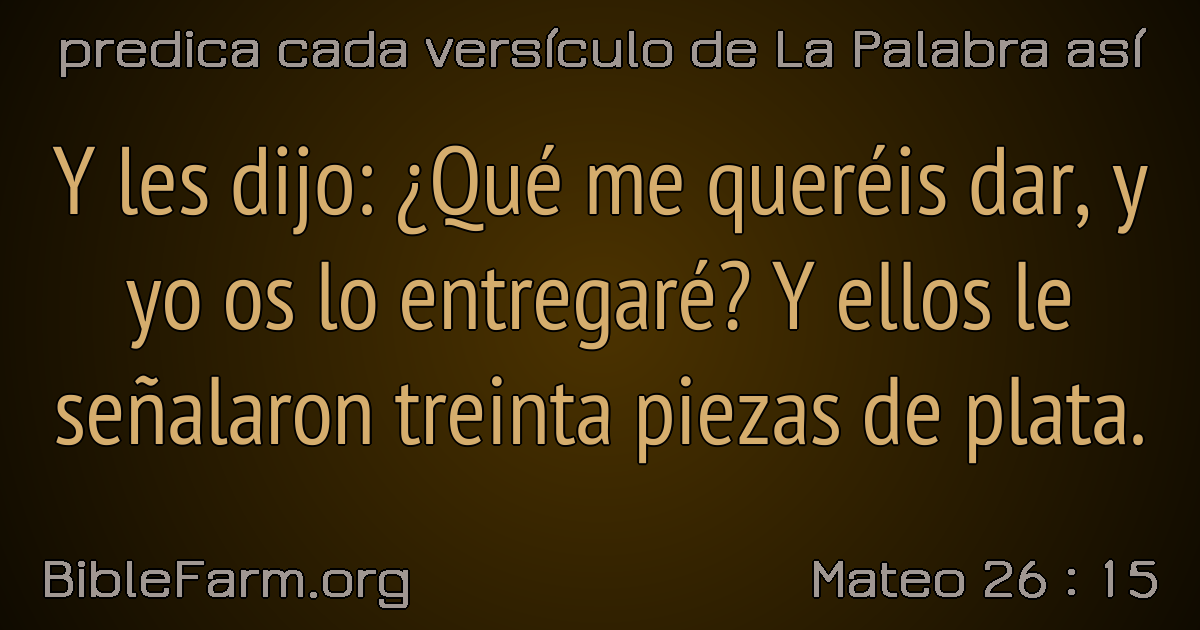 predica cada versículo de La Palabra así
Y les dijo: ¿Qué me queréis dar, y
yo os lo entregaré? Y ellos le
señalaron treinta piezas de plata.
BibleFarm.org
Mateo 26 : 15